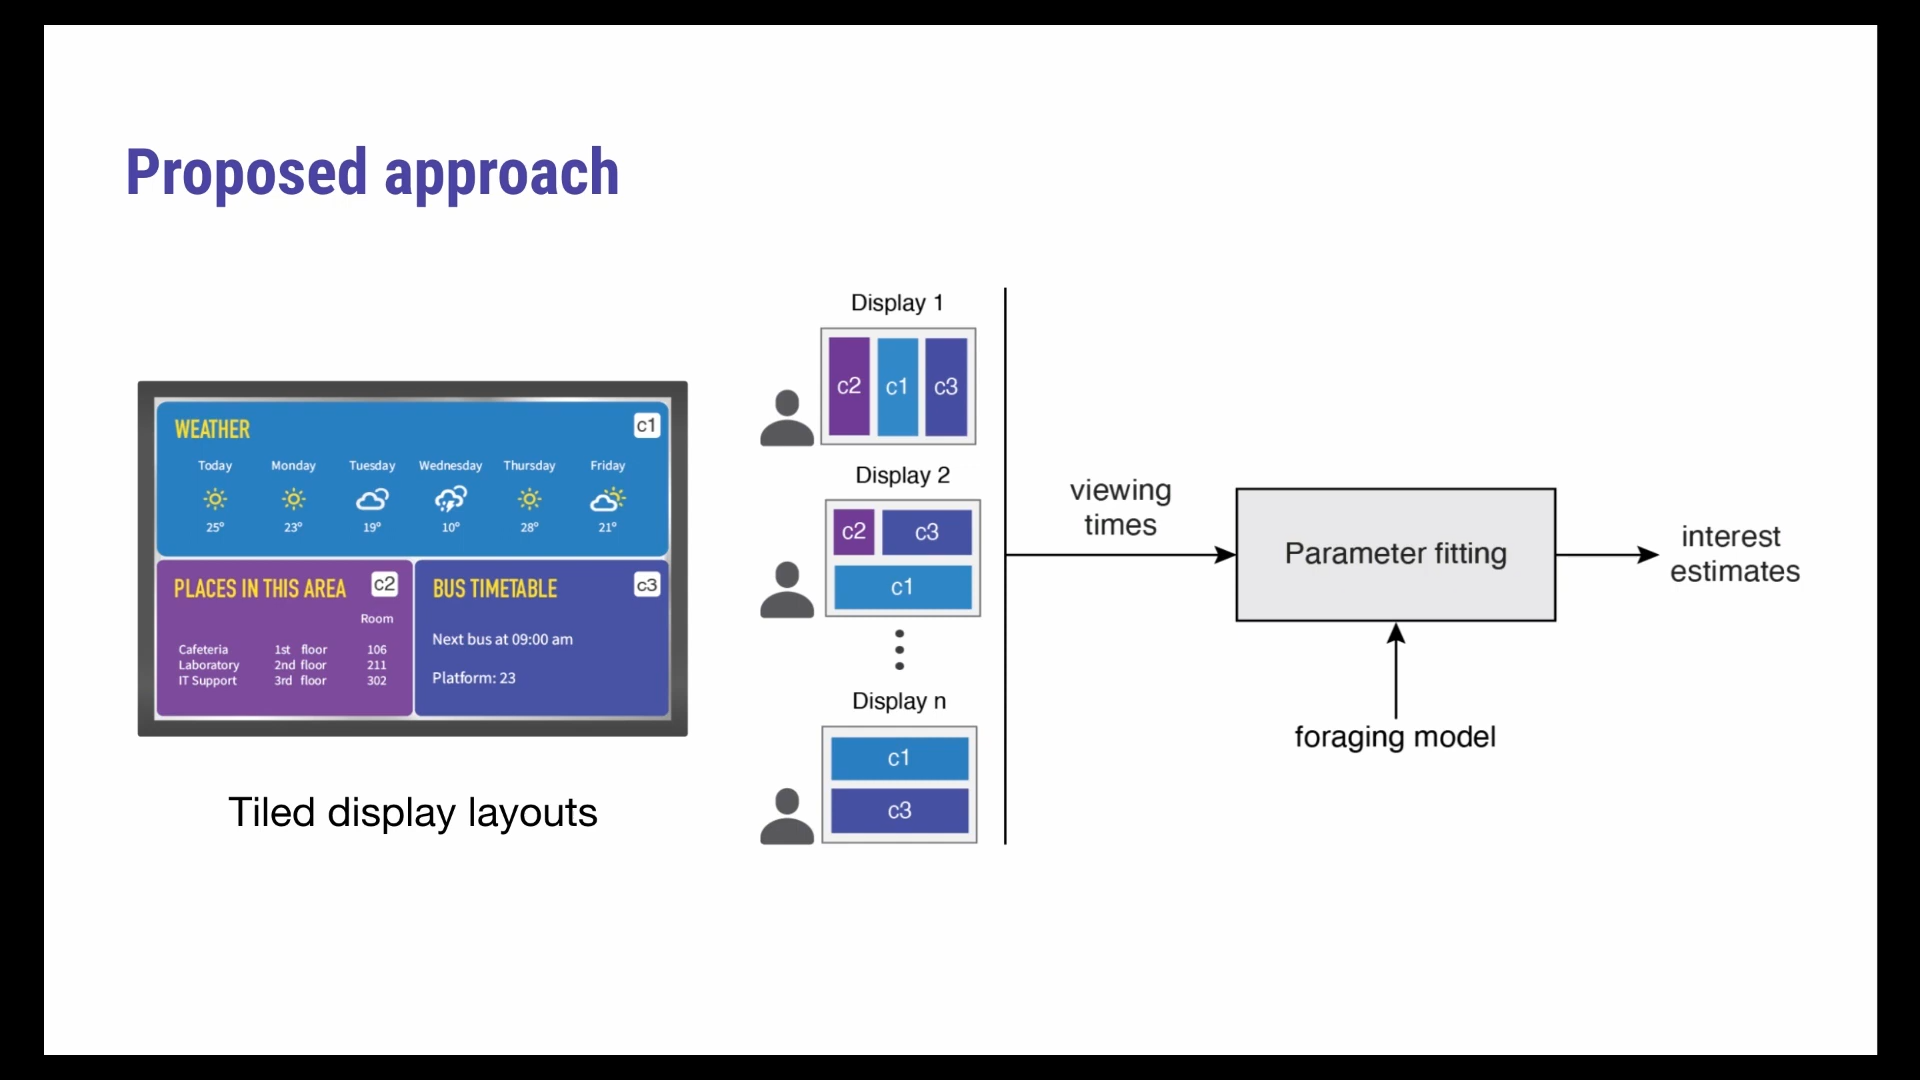 Proposed approach
WEATHER
c1
Today Monday Tuesday Wednesday Thursday Friday
25° 23° 19° 10° 28° 21°
PLACES IN THIS AREA
c2
Room
Cafeteria 1st floor 106
Laboratory 2nd floor 211
IT Support 3rd floor 302
BUS TIMETABLE
c3
Next bus at 09:00 am
Platform: 23
Tiled display layouts
Display 1
c2 c1 c3
Display 2
c2 c3
c1
Display n
c1
c3
viewing
times
Parameter fitting
foraging model
interest
estimates